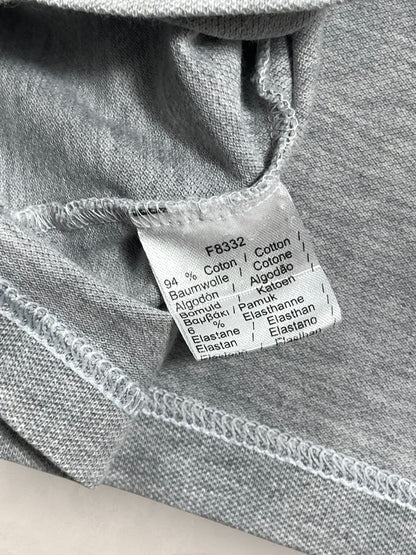 F8332
94 % Coton / Cotton /
Baumwolle / Cotone /
Algodón / Algodão /
Bomuld / Katoen /
Βαμβάκι / Pamuk
6 % Elasthanne /
Elastane / Elasthan /
Elastan / Elastano /